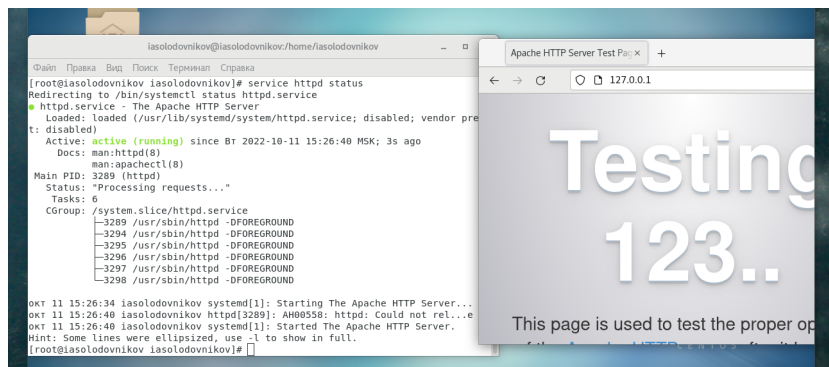 iasolodovnikov@iasolodovnikov:/home/iasolodovnikov
Файл Правка Вид Поиск Терминал Справка
[root@iasolodovnikov iasolodovnikov]# service httpd status
Redirecting to /bin/systemctl status httpd.service
● httpd.service - The Apache HTTP Server
Loaded: loaded (/usr/lib/systemd/system/httpd.service; disabled; vendor pre
t: disabled)
Active: active (running) since Вт 2022-10-11 15:26:40 MSK; 3s ago
Docs: man:httpd(8)
man:apachectl(8)
Main PID: 3289 (httpd)
Status: "Processing requests..."
Tasks: 6
CGroup: /system.slice/httpd.service
├─3289 /usr/sbin/httpd -DFOREGROUND
├─3294 /usr/sbin/httpd -DFOREGROUND
├─3295 /usr/sbin/httpd -DFOREGROUND
├─3296 /usr/sbin/httpd -DFOREGROUND
├─3297 /usr/sbin/httpd -DFOREGROUND
└─3298 /usr/sbin/httpd -DFOREGROUND
окт 11 15:26:34 iasolodovnikov systemd[1]: Starting The Apache HTTP Server...
окт 11 15:26:40 iasolodovnikov httpd[3289]: AH00558: httpd: Could not rel...e
окт 11 15:26:40 iasolodovnikov systemd[1]: Started The Apache HTTP Server.
Hint: Some lines were ellipsized, use -l to show in full.
[root@iasolodovnikov iasolodovnikov]#
Apache HTTP Server Test Pag
127.0.0.1
Testing
123..
This page is used to test the proper op
of the Apache HTTP
CENTOS